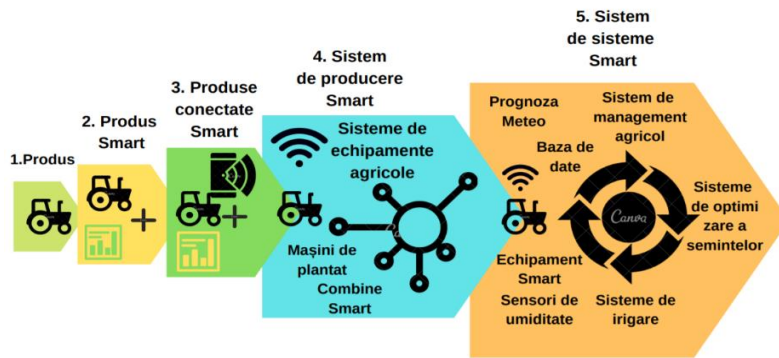 1.Produs
2. Produs
Smart
3. Produse
conectate
Smart
4. Sistem
de producere
Smart
Sisteme de
echipamente
agricole
Mașini de
plantat
Combine
Smart
5. Sistem
de sisteme
Smart
Prognoza
Meteo
Sistem de
management
agricol
Baza de
date
Sisteme
de optimi
zare a
semintelor
Canva
Echipament
Smart
Sensori de
umiditate
Sisteme de
irigare